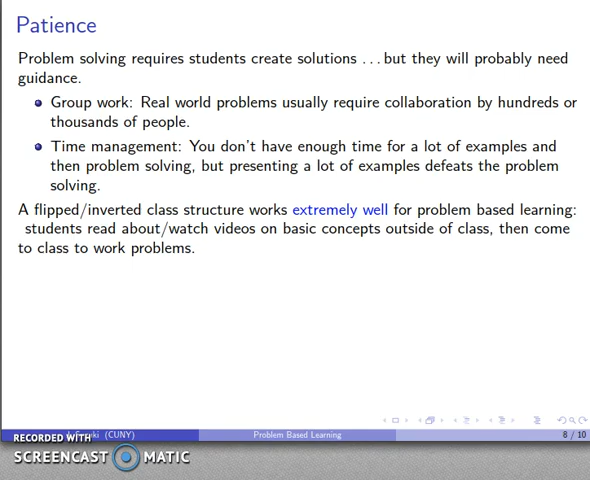 Patience
Problem solving requires students create solutions ...but they will probably need
guidance.
Group work: Real world problems usually require collaboration by hundreds or
thousands of people.
Time management: You don't have enough time for a lot of examples and
then problem solving, but presenting a lot of examples defeats the problem
solving.
A flipped/inverted class structure works extremely well for problem based learning:
students read about/watch videos on basic concepts outside of class, then come
to class to work problems.
(CUNY) Problem Based Learning 8 / 10
RECORDED WITH
SCREENCAST MATIC